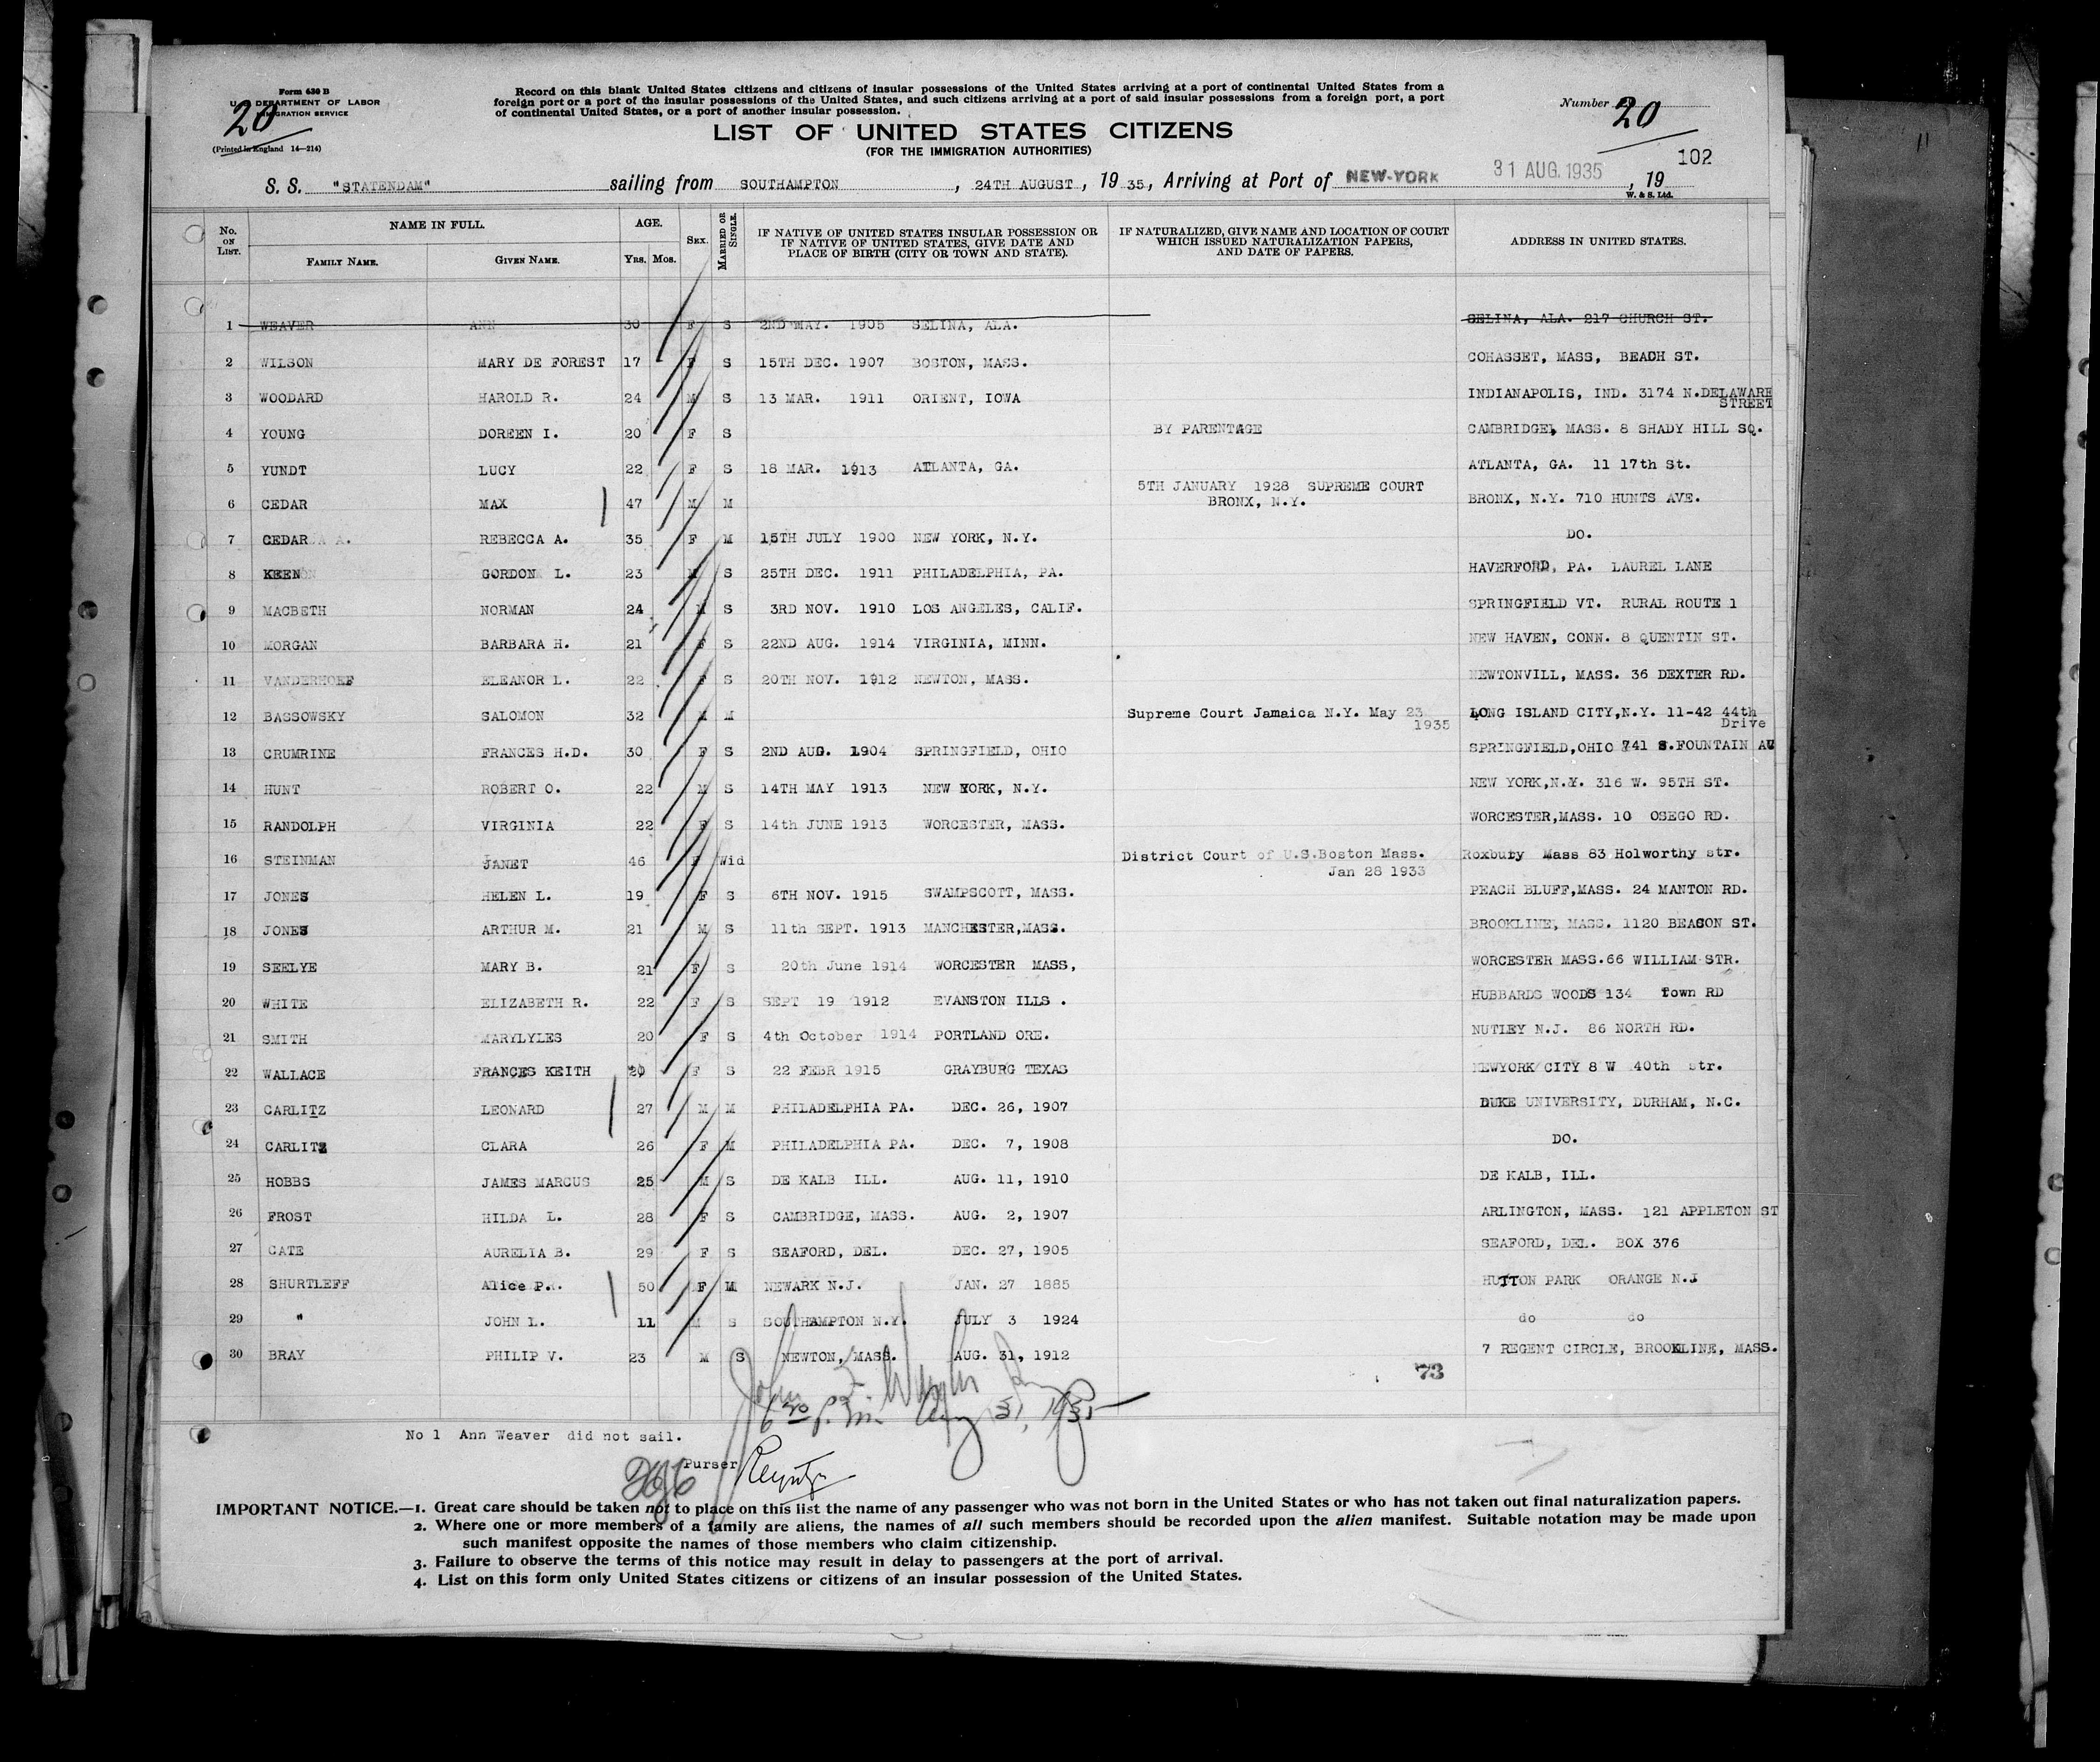 Form 630 B
U. S. DEPARTMENT OF LABOR
IMMIGRATION SERVICE
20
(Printed in England 14—214)
Record on this blank United States citizens and citizens of insular possessions of the United States arriving at a port of continental United States from a
foreign port or a port of the insular possessions of the United States, and such citizens arriving at a port of said insular possessions from a foreign port, a port
of continental United States, or a port of another insular possession.
Number 20
LIST OF UNITED STATES CITIZENS
(FOR THE IMMIGRATION AUTHORITIES)
102
S. S. "STATENDAM" sailing from SOUTHAMPTON, 24TH AUGUST, 1935, Arriving at Port of NEW-YORK 31 AUG. 1935, 19
W. & S. Ltd.
No. ON LIST. NAME IN FULL. AGE. SEX. MARRIED OR SINGLE. IF NATIVE OF UNITED STATES INSULAR POSSESSION OR IF NATIVE OF UNITED STATES, GIVE DATE AND PLACE OF BIRTH (CITY OR TOWN AND STATE). IF NATURALIZED, GIVE NAME AND LOCATION OF COURT WHICH ISSUED NATURALIZATION PAPERS, AND DATE OF PAPERS. ADDRESS IN UNITED STATES.
FAMILY NAME. GIVEN NAME. YRS. MOS.
1 WEAVER ANN 30 F S 2ND MAY. 1905 SELINA, ALA. SELINA, ALA. 217 CHURCH ST.
2 WILSON MARY DE FOREST 17 F S 15TH DEC. 1907 BOSTON, MASS. COHASSET, MASS, BEACH ST.
3 WOODARD HAROLD R. 24 M S 13 MAR. 1911 ORIENT, IOWA INDIANAPOLIS, IND. 3174 N.DELAWARE
STREET
4 YOUNG DOREEN I. 20 F S BY PARENTAGE CAMBRIDGE, MASS. 8 SHADY HILL SQ.
5 YUNDT LUCY 22 F S 18 MAR. 1913 ATLANTA, GA. ATLANTA, GA. 11 17th St.
5TH JANUARY 1928 SUPREME COURT
6 CEDAR MAX 47 M M BRONX, N.Y. BRONX, N.Y. 710 HUNTS AVE.
7 CEDAR REBECCA A. 35 F M 15TH JULY 1900 NEW YORK, N.Y. DO.
8 KEEN GORDON L. 23 M S 25TH DEC. 1911 PHILADELPHIA, PA. HAVERFORD, PA. LAUREL LANE
9 MACBETH NORMAN 24 M S 3RD NOV. 1910 LOS ANGELES, CALIF. SPRINGFIELD VT. RURAL ROUTE 1
10 MORGAN BARBARA H. 21 F S 22ND AUG. 1914 VIRGINIA, MINN. NEW HAVEN, CONN. 8 QUENTIN ST.
11 VANDERHOEF ELEANOR L. 22 F S 20TH NOV. 1912 NEWTON, MASS. NEWTONVILL, MASS. 36 DEXTER RD.
12 BASSOWSKY SALOMON 32 M M Supreme Court Jamaica N.Y. May 23 LONG ISLAND CITY,N.Y. 11-42 44th
1935 Drive
13 CRUMRINE FRANCES H.D. 30 F S 2ND AUG. 1904 SPRINGFIELD, OHIO SPRINGFIELD,OHIO 741 S.FOUNTAIN AV
14 HUNT ROBERT O. 22 M S 14TH MAY 1913 NEW YORK, N.Y. NEW YORK,N.Y. 316 W. 95TH ST.
15 RANDOLPH VIRGINIA 22 F S 14th JUNE 1913 WORCESTER, MASS. WORCESTER,MASS. 10 OSEGO RD.
16 STEINMAN JANET 46 F Wid District Court of U.S.Boston Mass. Roxbury Mass 83 Holworthy str.
Jan 28 1933
17 JONES HELEN L. 19 F S 6TH NOV. 1915 SWAMPSCOTT, MASS. PEACH BLUFF,MASS. 24 MANTON RD.
18 JONES ARTHUR M. 21 M S 11th SEPT. 1913 MANCHESTER,MASS. BROOKLINE, MASS. 1120 BEACON ST.
19 SEELYE MARY B. 21 F S 20th June 1914 WORCESTER MASS, WORCESTER MASS.66 WILLIAM STR.
20 WHITE ELIZABETH R. 22 F S SEPT 19 1912 EVANSTON ILLS . HUBBARDS WOODS 134 Town RD
21 SMITH MARYLYLES 20 F S 4th October 1914 PORTLAND ORE. NUTLEY N.J. 86 NORTH RD.
22 WALLACE FRANCES KEITH 20 F S 22 FEBR 1915 GRAYBURG TEXAS NEWYORK CITY 8 W 40th str.
23 CARLITZ LEONARD 27 M M PHILADELPHIA PA. DEC. 26, 1907 DUKE UNIVERSITY, DURHAM, N.C.
24 CARLITZ CLARA 26 F M PHILADELPHIA PA. DEC. 7, 1908 DO.
25 HOBBS JAMES MARCUS 25 M S DE KALB ILL. AUG. 11, 1910 DE KALB, ILL.
26 FROST HILDA L. 28 F S CAMBRIDGE, MASS. AUG. 2, 1907 ARLINGTON, MASS. 121 APPLETON ST
27 CATE AURELIA B. 29 F S SEAFORD, DEL. DEC. 27, 1905 SEAFORD, DEL. BOX 376
28 SHURTLEFF Alice P. 50 F M NEWARK N.J. JAN. 27 1885 HUTTON PARK ORANGE N.J
29 " JOHN L. 11 M S SOUTHAMPTON N.Y. JULY 3 1924 do do
30 BRAY PHILIP V. 23 M S NEWTON, MASS. AUG. 31, 1912 7 REGENT CIRCLE, BROOKLINE, MASS.
73
John
6 30 P.M. Aug 31, 1935
No 1 Ann Weaver did not sail.
Purser
IMPORTANT NOTICE.—1. Great care should be taken not to place on this list the name of any passenger who was not born in the United States or who has not taken out final naturalization papers.
2. Where one or more members of a family are aliens, the names of all such members should be recorded upon the alien manifest. Suitable notation may be made upon
such manifest opposite the names of those members who claim citizenship.
3. Failure to observe the terms of this notice may result in delay to passengers at the port of arrival.
4. List on this form only United States citizens or citizens of an insular possession of the United States.